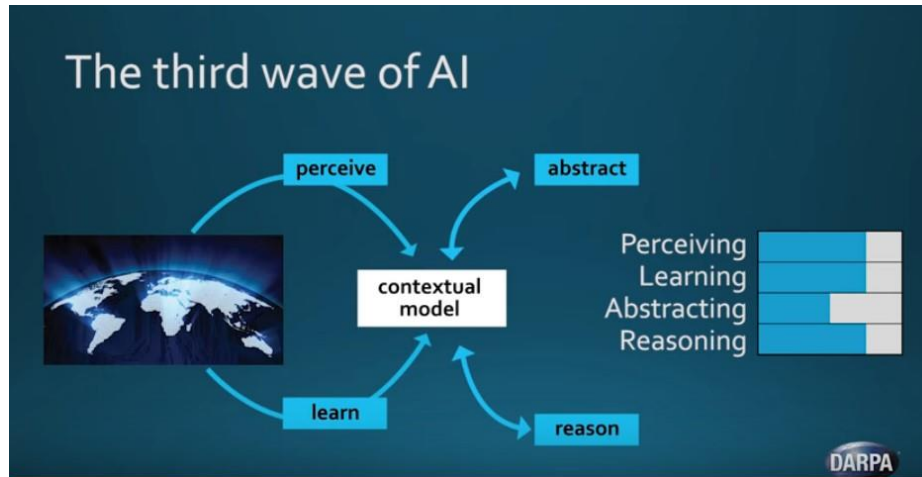 The third wave of AI
perceive
abstract
contextual
model
learn
reason
Perceiving
Learning
Abstracting
Reasoning
DARPA